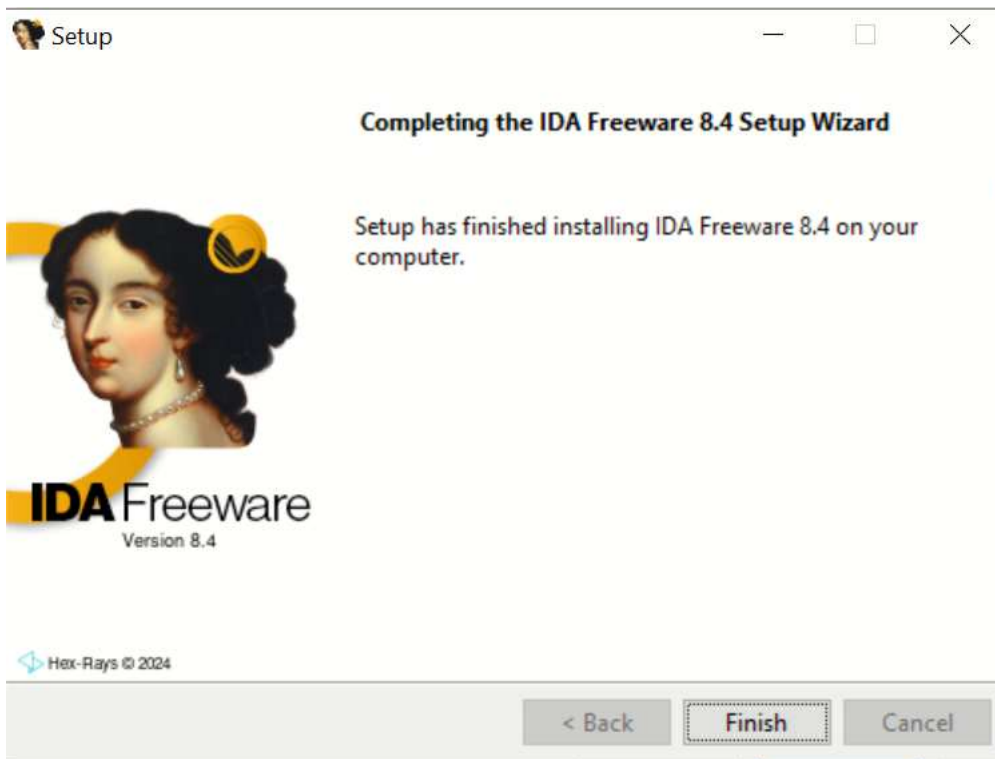 Setup
Completing the IDA Freeware 8.4 Setup Wizard
Setup has finished installing IDA Freeware 8.4 on your
computer.
IDA Freeware
Version 8.4
Hex-Rays © 2024
< Back
Finish
Cancel